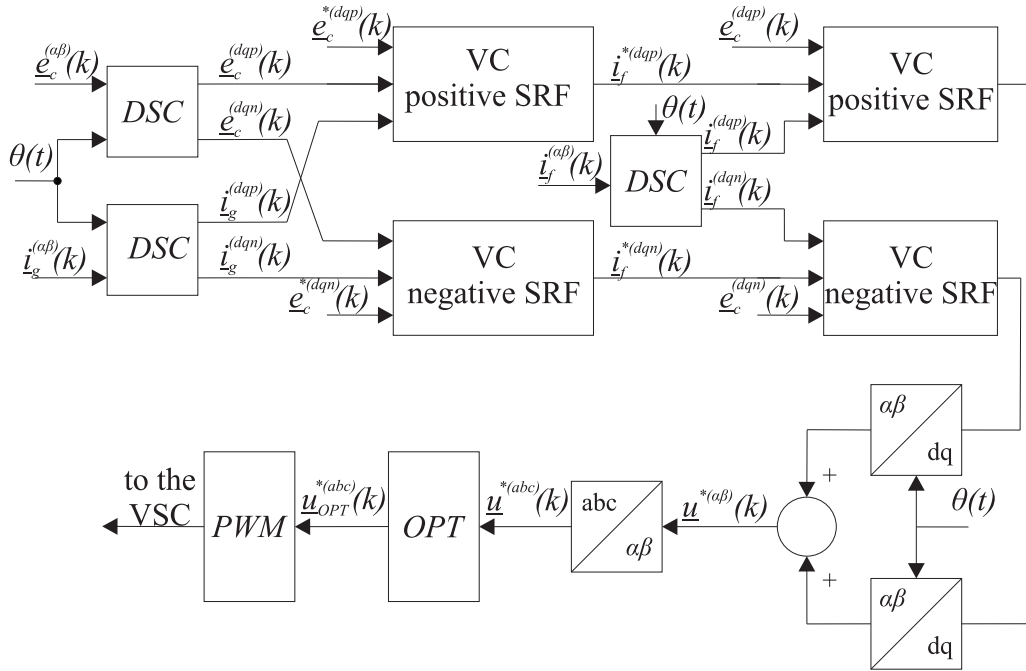 e_c^{*(dqp)}(k)
e_c^{(dqp)}(k)
e_c^{(αβ)}(k)
e_c^{(dqp)}(k)
VC
positive SRF
i_f^{*(dqp)}(k)
VC
positive SRF
DSC
e_c^{(dqn)}(k)
θ(t)
i_f^{(dqp)}(k)
θ(t)
i_f^{(αβ)}(k)
DSC
i_g^{(dqp)}(k)
i_f^{(dqn)}(k)
DSC
i_g^{(αβ)}(k)
i_g^{(dqn)}(k)
VC
negative SRF
i_f^{*(dqn)}(k)
VC
negative SRF
e_c^{*(dqn)}(k)
e_c^{(dqn)}(k)
αβ
dq
+
to the
VSC
PWM
u_{OPT}^{*(abc)}(k)
OPT
u^{*(abc)}(k)
abc
αβ
u^{*(αβ)}(k)
θ(t)
+
αβ
dq